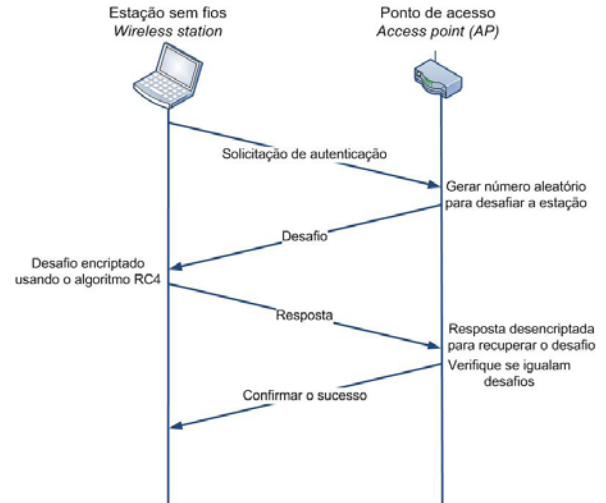 Estação sem fios
Wireless station
Ponto de acesso
Access point (AP)
Solicitação de autenticação
Gerar número aleatório
para desafiar a estação
Desafio
Desafio encriptado
usando o algoritmo RC4
Resposta
Resposta desencriptada
para recuperar o desafio
Verifique se igualam
desafios
Confirmar o sucesso